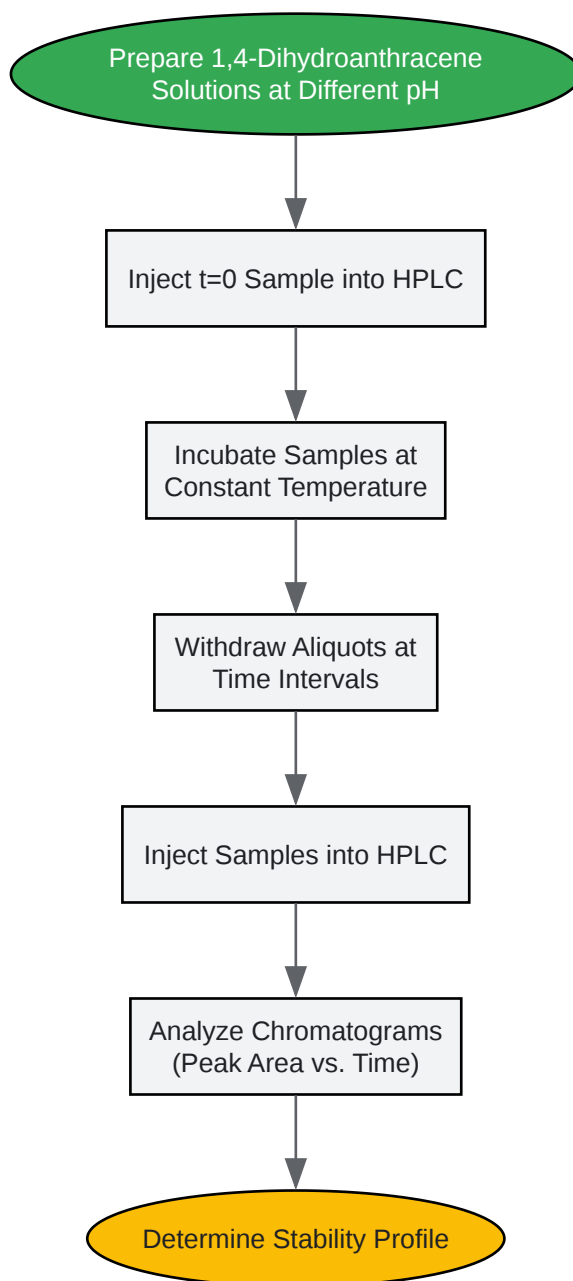 Prepare 1,4-Dihydroanthracene
Solutions at Different pH
Inject t=0 Sample into HPLC
Incubate Samples at
Constant Temperature
Withdraw Aliquots at
Time Intervals
Inject Samples into HPLC
Analyze Chromatograms
(Peak Area vs. Time)
Determine Stability Profile